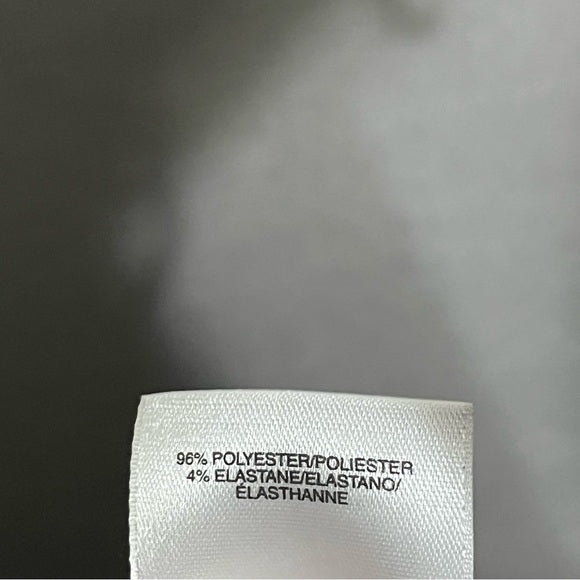 96% POLYESTER/POLIESTER
4% ELASTANE/ELASTANO/
ÉLASTHANNE